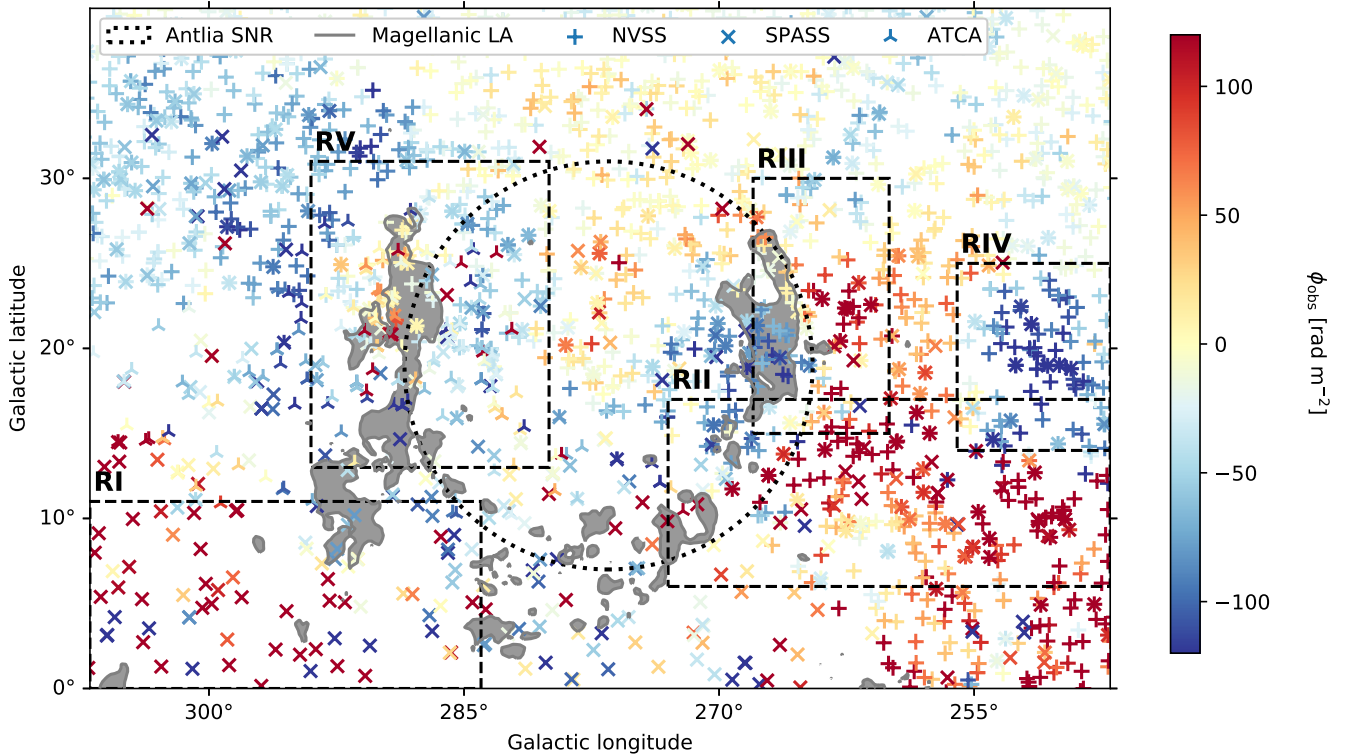 Antlia SNR Magellanic LA NVSS SPASS ATCA
RV
RIII
RIV
RII
RI
30°
20°
10°
0°
300° 285° 270° 255°
Galactic longitude
Galactic latitude
100
50
0
−50
−100
ϕobs [rad m−2]